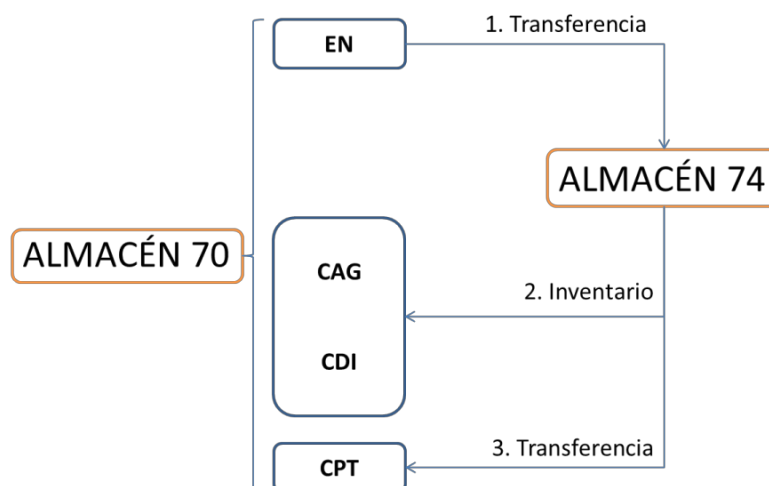 EN
1. Transferencia
ALMACÉN 74
ALMACÉN 70
CAG
2. Inventario
CDI
3. Transferencia
CPT